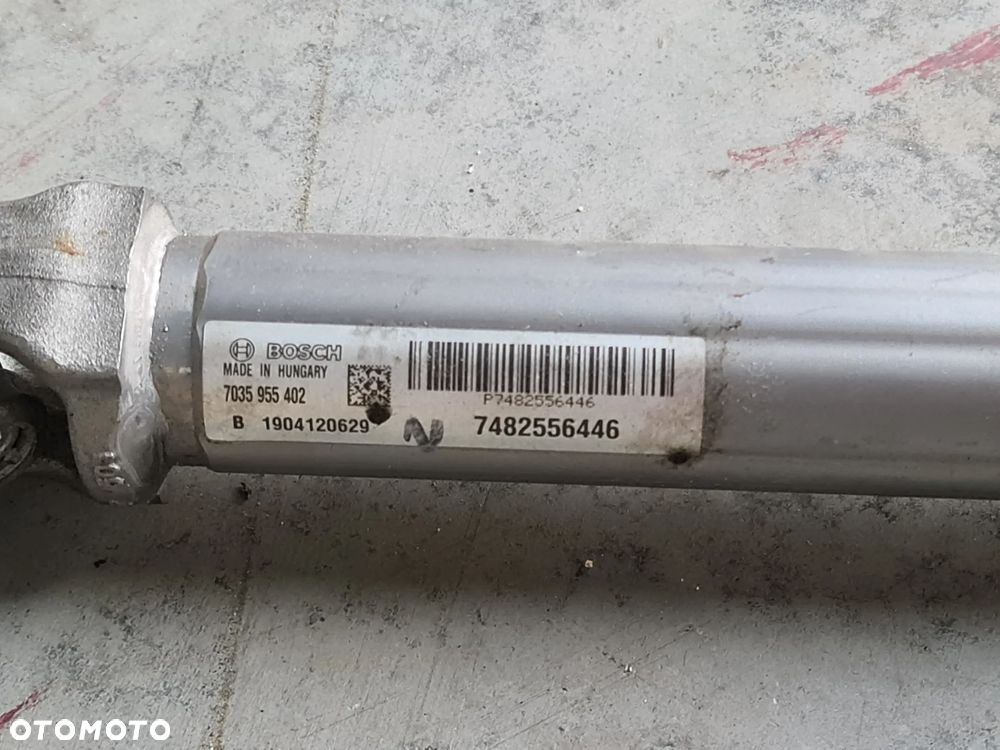 BOSCH
MADE IN HUNGARY
7035 955 402
B 1904120629
P7482556446
N 7482556446
OTOMOTO